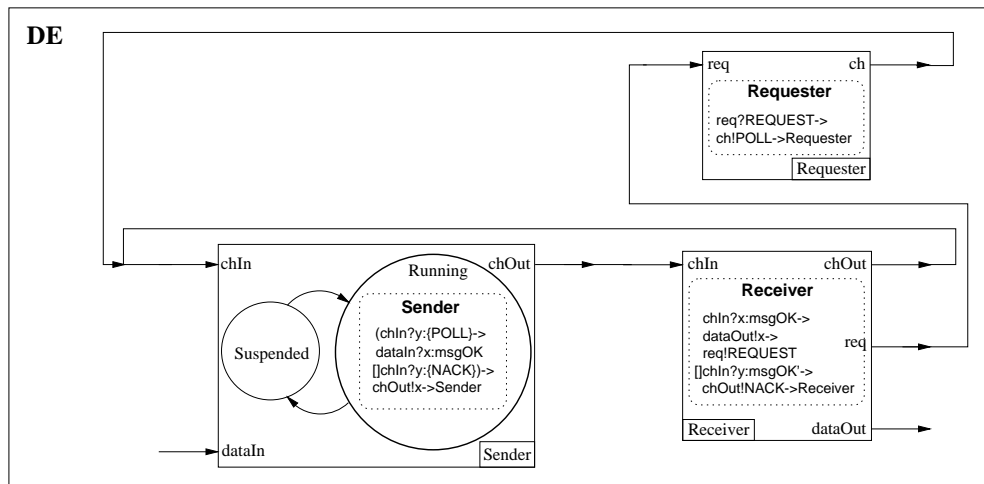 DE
req
ch
Requester
req?REQUEST->
ch!POLL->Requester
Requester
chIn
Running
chOut
Sender
(chIn?y:{POLL}->
dataIn?x:msgOK
[]chIn?y:{NACK})->
chOut!x->Sender
Suspended
dataIn
Sender
chIn
chOut
Receiver
chIn?x:msgOK->
dataOut!x->
req!REQUEST
[]chIn?y:msgOK'->
chOut!NACK->Receiver
req
Receiver
dataOut